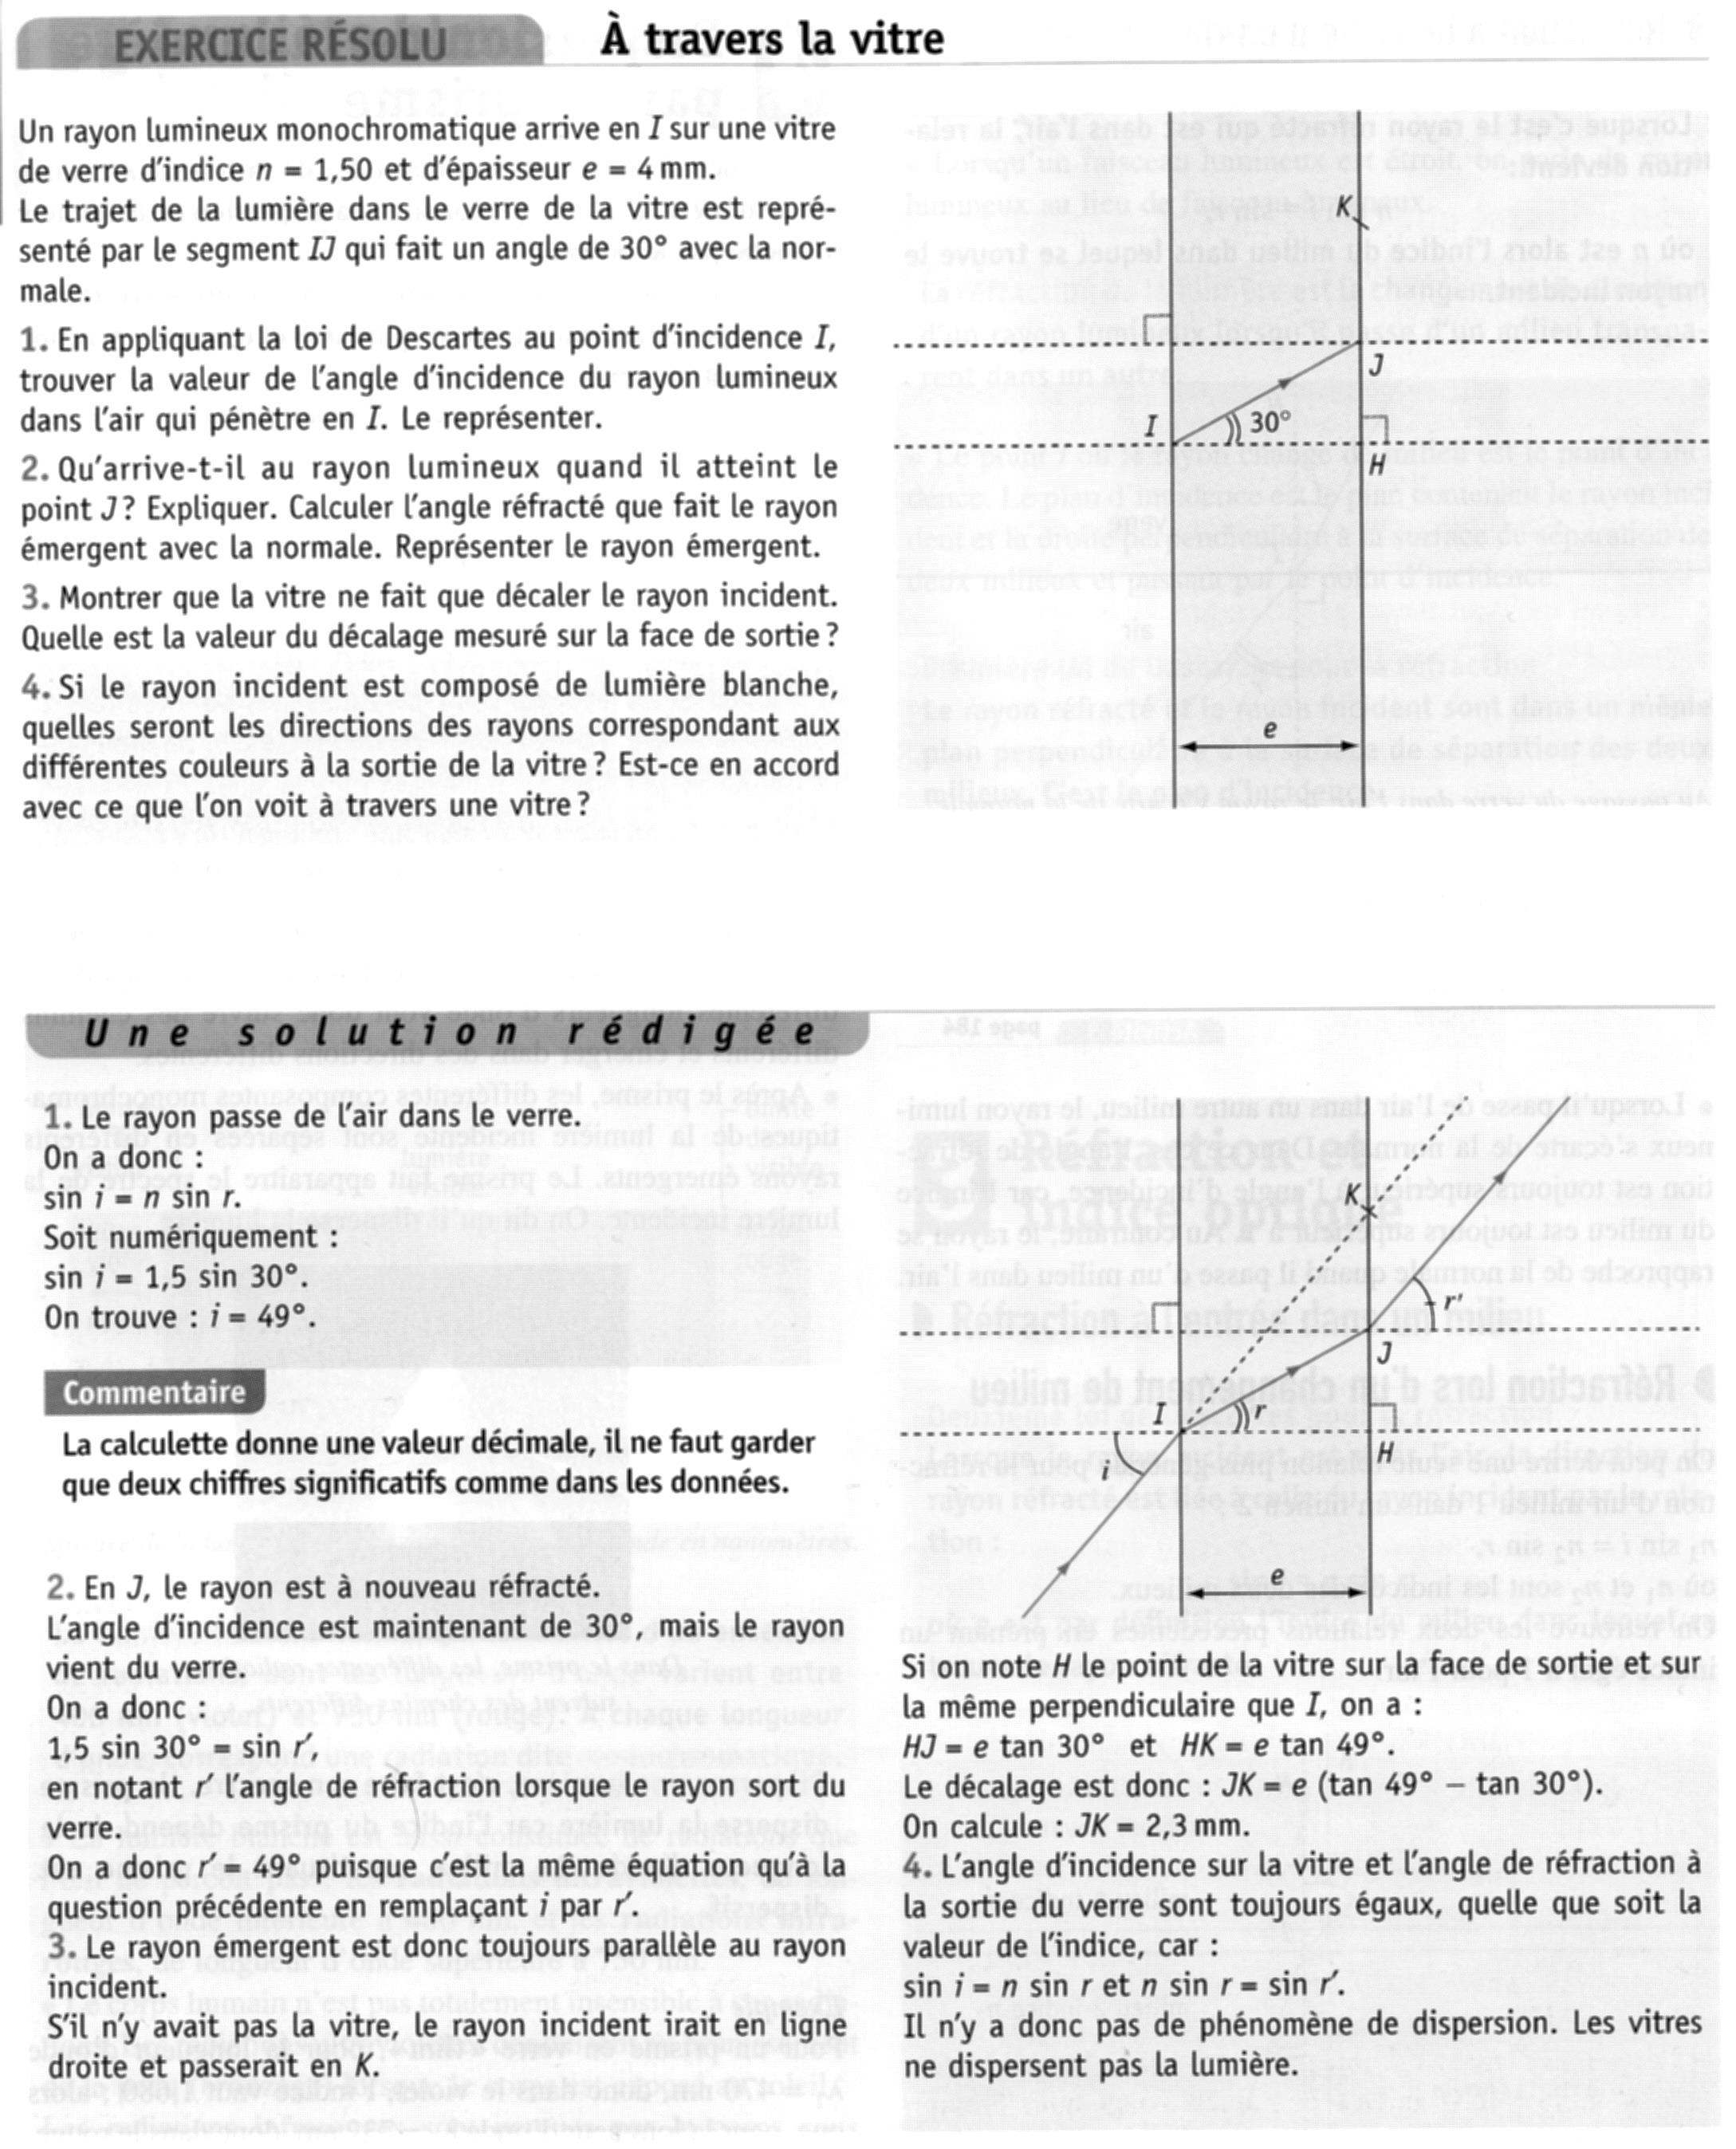 EXERCICE RÉSOLU
À travers la vitre
Un rayon lumineux monochromatique arrive en I sur une vitre
de verre d'indice n = 1,50 et d'épaisseur e = 4 mm.
Le trajet de la lumière dans le verre de la vitre est repré-
senté par le segment IJ qui fait un angle de 30° avec la nor-
male.
1. En appliquant la loi de Descartes au point d'incidence I,
trouver la valeur de l'angle d'incidence du rayon lumineux
dans l'air qui pénètre en I. Le représenter.
2. Qu'arrive-t-il au rayon lumineux quand il atteint le
point J ? Expliquer. Calculer l'angle réfracté que fait le rayon
émergent avec la normale. Représenter le rayon émergent.
3. Montrer que la vitre ne fait que décaler le rayon incident.
Quelle est la valeur du décalage mesuré sur la face de sortie ?
4. Si le rayon incident est composé de lumière blanche,
quelles seront les directions des rayons correspondant aux
différentes couleurs à la sortie de la vitre ? Est-ce en accord
avec ce que l'on voit à travers une vitre ?
K
J
I
30°
H
e
Une solution rédigée
1. Le rayon passe de l'air dans le verre.
On a donc :
sin i = n sin r.
Soit numériquement :
sin i = 1,5 sin 30°.
On trouve : i = 49°.
Commentaire
La calculette donne une valeur décimale, il ne faut garder
que deux chiffres significatifs comme dans les données.
2. En J, le rayon est à nouveau réfracté.
L'angle d'incidence est maintenant de 30°, mais le rayon
vient du verre.
On a donc :
1,5 sin 30° = sin r',
en notant r' l'angle de réfraction lorsque le rayon sort du
verre.
On a donc r' = 49° puisque c'est la même équation qu'à la
question précédente en remplaçant i par r'.
3. Le rayon émergent est donc toujours parallèle au rayon
incident.
S'il n'y avait pas la vitre, le rayon incident irait en ligne
droite et passerait en K.
K
r'
J
I
r
H
i
e
Si on note H le point de la vitre sur la face de sortie et sur
la même perpendiculaire que I, on a :
HJ = e tan 30° et HK = e tan 49°.
Le décalage est donc : JK = e (tan 49° − tan 30°).
On calcule : JK = 2,3 mm.
4. L'angle d'incidence sur la vitre et l'angle de réfraction à
la sortie du verre sont toujours égaux, quelle que soit la
valeur de l'indice, car :
sin i = n sin r et n sin r = sin r'.
Il n'y a donc pas de phénomène de dispersion. Les vitres
ne dispersent pas la lumière.